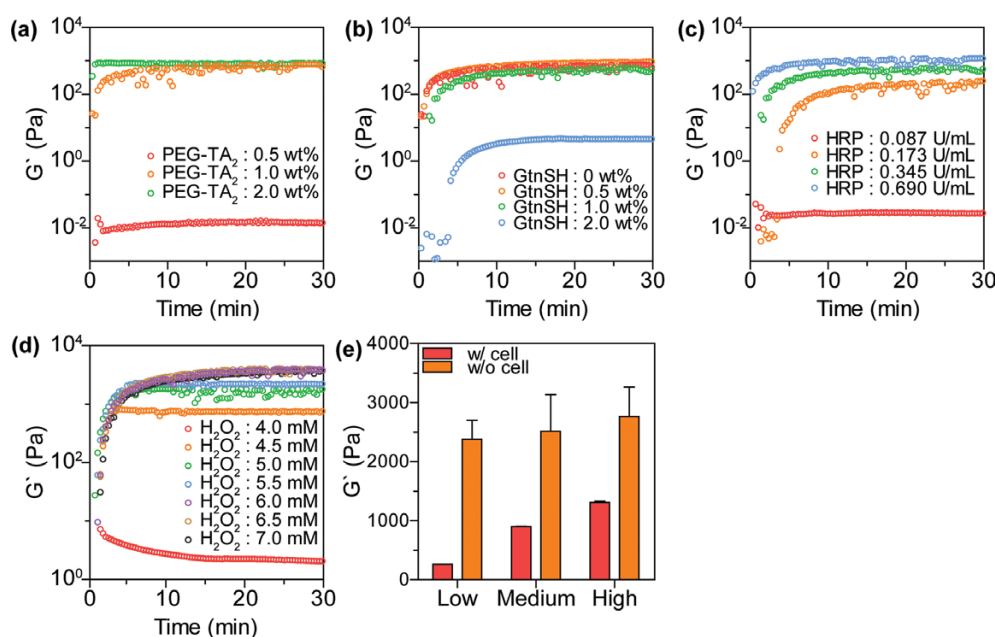 (a)
10⁴
10²
10⁰
10⁻²
G` (Pa)
PEG-TA₂ : 0.5 wt%
PEG-TA₂ : 1.0 wt%
PEG-TA₂ : 2.0 wt%
0 10 20 30
Time (min)
(b)
10⁴
10²
10⁰
10⁻²
G` (Pa)
GtnSH : 0 wt%
GtnSH : 0.5 wt%
GtnSH : 1.0 wt%
GtnSH : 2.0 wt%
0 10 20 30
Time (min)
(c)
10⁴
10²
10⁰
10⁻²
G` (Pa)
HRP : 0.087 U/mL
HRP : 0.173 U/mL
HRP : 0.345 U/mL
HRP : 0.690 U/mL
0 10 20 30
Time (min)
(d)
10⁴
10²
10⁰
G` (Pa)
H₂O₂ : 4.0 mM
H₂O₂ : 4.5 mM
H₂O₂ : 5.0 mM
H₂O₂ : 5.5 mM
H₂O₂ : 6.0 mM
H₂O₂ : 6.5 mM
H₂O₂ : 7.0 mM
0 10 20 30
Time (min)
(e)
4000
3000
2000
1000
0
G` (Pa)
w/ cell
w/o cell
Low Medium High